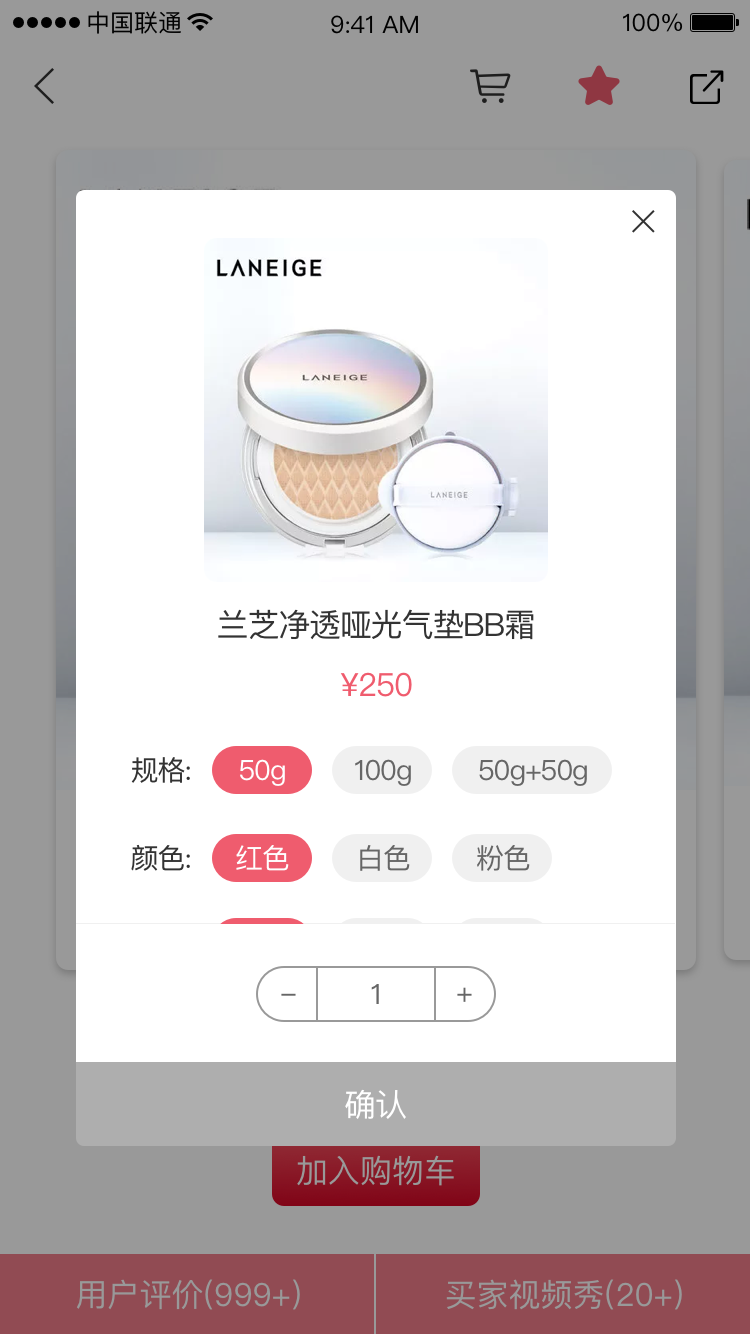 中国联通 9:41 AM 100%
LANEIGE
LANEIGE
LANEIGE
兰芝净透哑光气垫BB霜
¥250
规格: 50g 100g 50g+50g
颜色: 红色 白色 粉色
− 1 +
确认
加入购物车
用户评价(999+) 买家视频秀(20+)